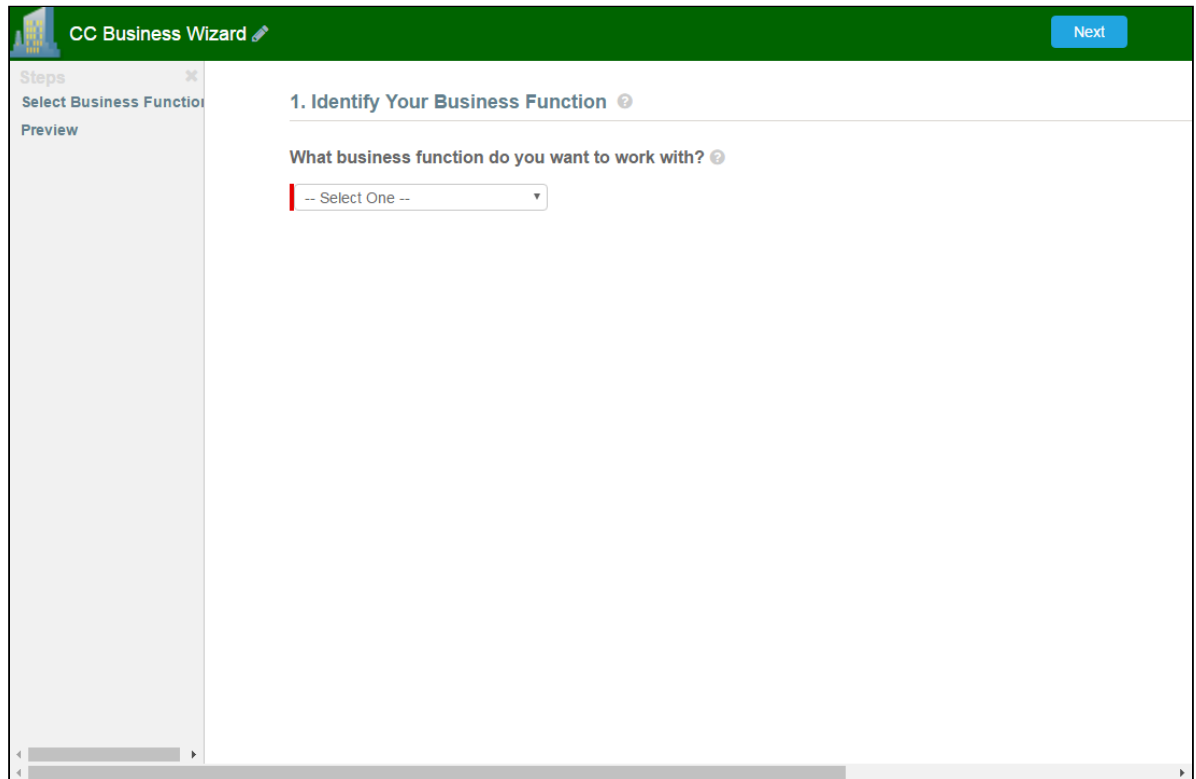 CC Business Wizard
Next
Steps
Select Business Function
Preview
1. Identify Your Business Function
What business function do you want to work with?
-- Select One --